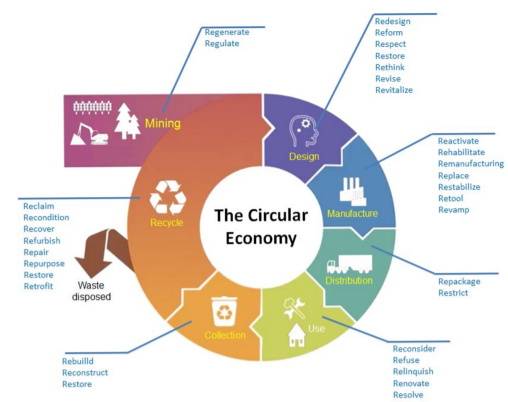 Regenerate
Regulate
Redesign
Reform
Respect
Restore
Rethink
Revise
Revitalize
Mining
Design
Reactivate
Rehabilitate
Remanufacturing
Replace
Restabilize
Retool
Revamp
Manufacture
Reclaim
Recondition
Recover
Refurbish
Repair
Repurpose
Restore
Retrofit
Recycle
The Circular
Economy
Waste
disposed
Distribution
Repackage
Restrict
Collection
Use
Rebuilld
Reconstruct
Restore
Reconsider
Refuse
Relinquish
Renovate
Resolve